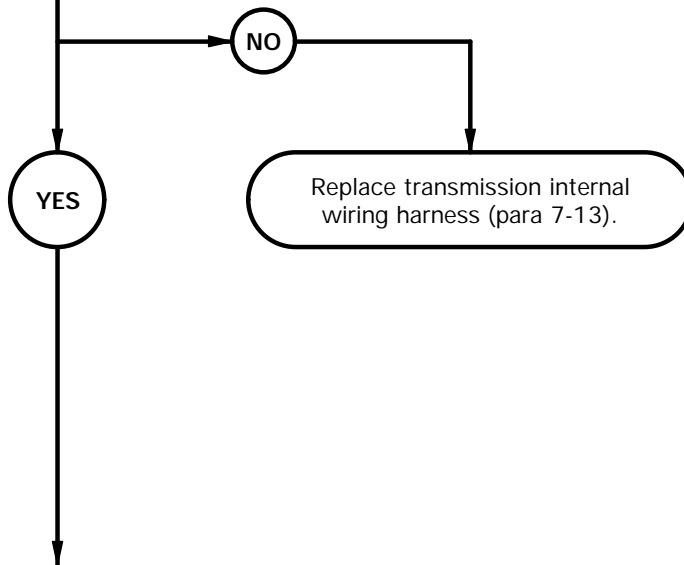 NO
YES
Replace transmission internal
wiring harness (para 7-13).